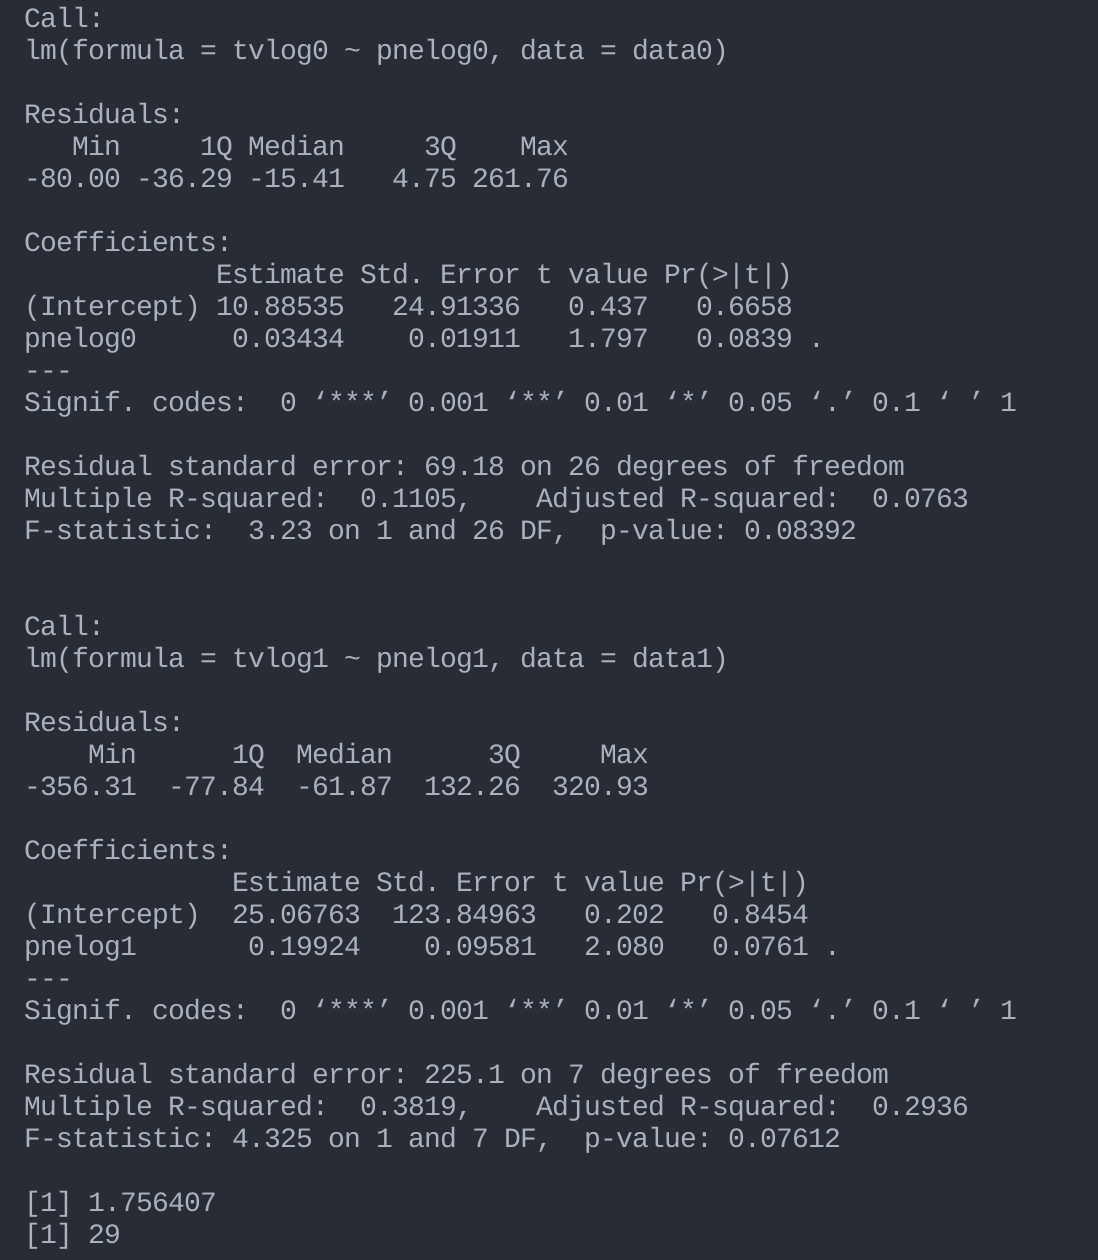 Call:
lm(formula = tvlog0 ~ pnelog0, data = data0)
Residuals:
   Min     1Q Median     3Q    Max
-80.00 -36.29 -15.41   4.75 261.76
Coefficients:
            Estimate Std. Error t value Pr(>|t|)
(Intercept) 10.88535   24.91336   0.437   0.6658
pnelog0      0.03434    0.01911   1.797   0.0839 .
---
Signif. codes:  0 ‘***’ 0.001 ‘**’ 0.01 ‘*’ 0.05 ‘.’ 0.1 ‘ ’ 1
Residual standard error: 69.18 on 26 degrees of freedom
Multiple R-squared:  0.1105,    Adjusted R-squared:  0.0763
F-statistic:  3.23 on 1 and 26 DF,  p-value: 0.08392
Call:
lm(formula = tvlog1 ~ pnelog1, data = data1)
Residuals:
    Min      1Q  Median      3Q     Max
-356.31  -77.84  -61.87  132.26  320.93
Coefficients:
             Estimate Std. Error t value Pr(>|t|)
(Intercept)  25.06763  123.84963   0.202   0.8454
pnelog1       0.19924    0.09581   2.080   0.0761 .
---
Signif. codes:  0 ‘***’ 0.001 ‘**’ 0.01 ‘*’ 0.05 ‘.’ 0.1 ‘ ’ 1
Residual standard error: 225.1 on 7 degrees of freedom
Multiple R-squared:  0.3819,    Adjusted R-squared:  0.2936
F-statistic: 4.325 on 1 and 7 DF,  p-value: 0.07612
[1] 1.756407
[1] 29